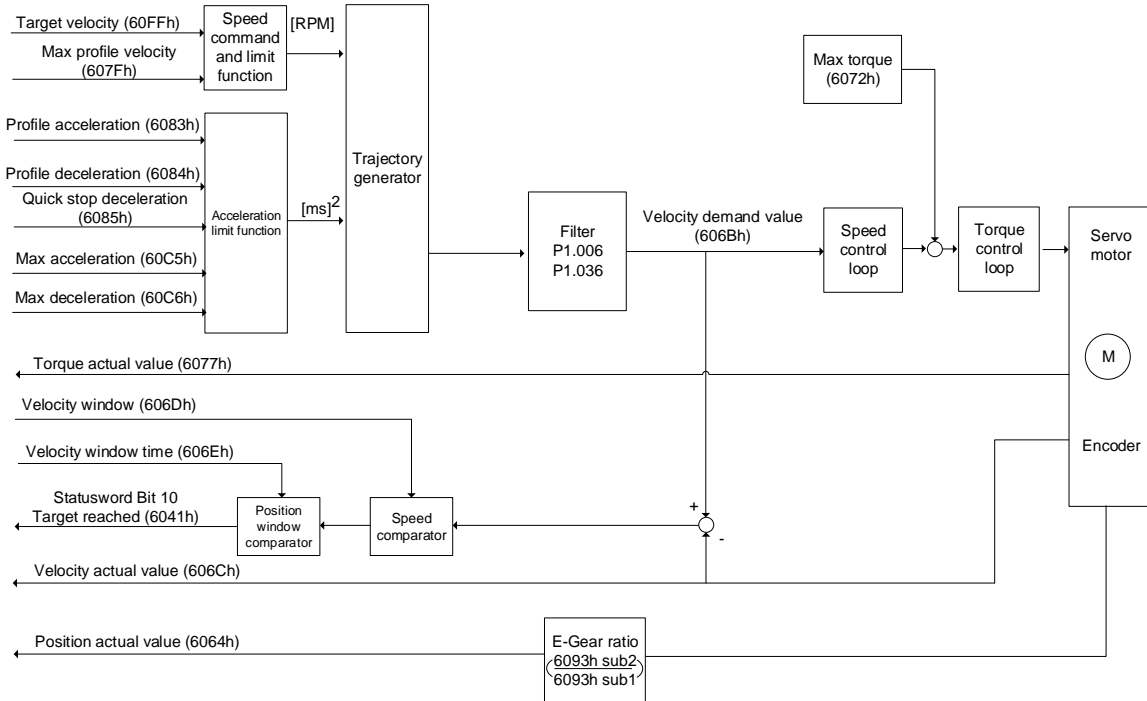 Target velocity (60FFh)
Max profile velocity
(607Fh)
Speed
command
and limit
function
[RPM]
Max torque
(6072h)
Profile acceleration (6083h)
Profile deceleration (6084h)
Quick stop deceleration
(6085h)
Max acceleration (60C5h)
Max deceleration (60C6h)
Acceleration
limit function
[ms]2
Trajectory
generator
Filter
P1.006
P1.036
Velocity demand value
(606Bh)
Speed
control
loop
Torque
control
loop
Servo
motor
M
Encoder
Torque actual value (6077h)
Velocity window (606Dh)
Velocity window time (606Eh)
Statusword Bit 10
Target reached (6041h)
Position
window
comparator
Speed
comparator
+
-
Velocity actual value (606Ch)
Position actual value (6064h)
E-Gear ratio
(6093h sub2
6093h sub1)